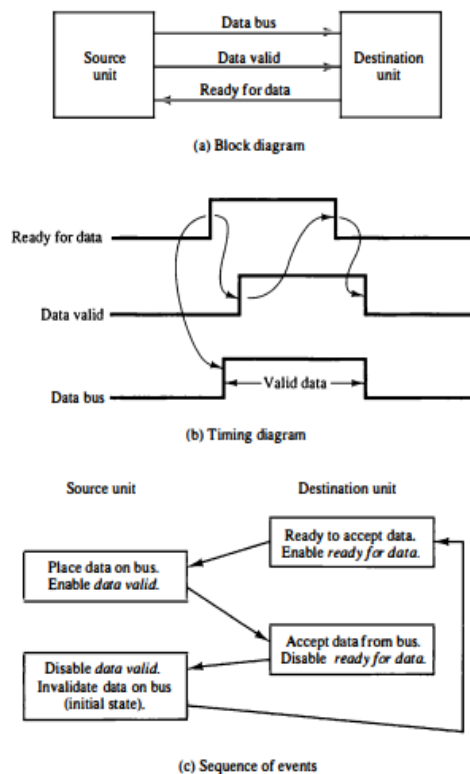 Source
unit
Data bus
Data valid
Ready for data
Destination
unit
(a) Block diagram
Ready for data
Data valid
Valid data
Data bus
(b) Timing diagram
Source unit
Destination unit
Ready to accept data.
Enable ready for data.
Place data on bus.
Enable data valid.
Accept data from bus.
Disable ready for data.
Disable data valid.
Invalidate data on bus
(initial state).
(c) Sequence of events